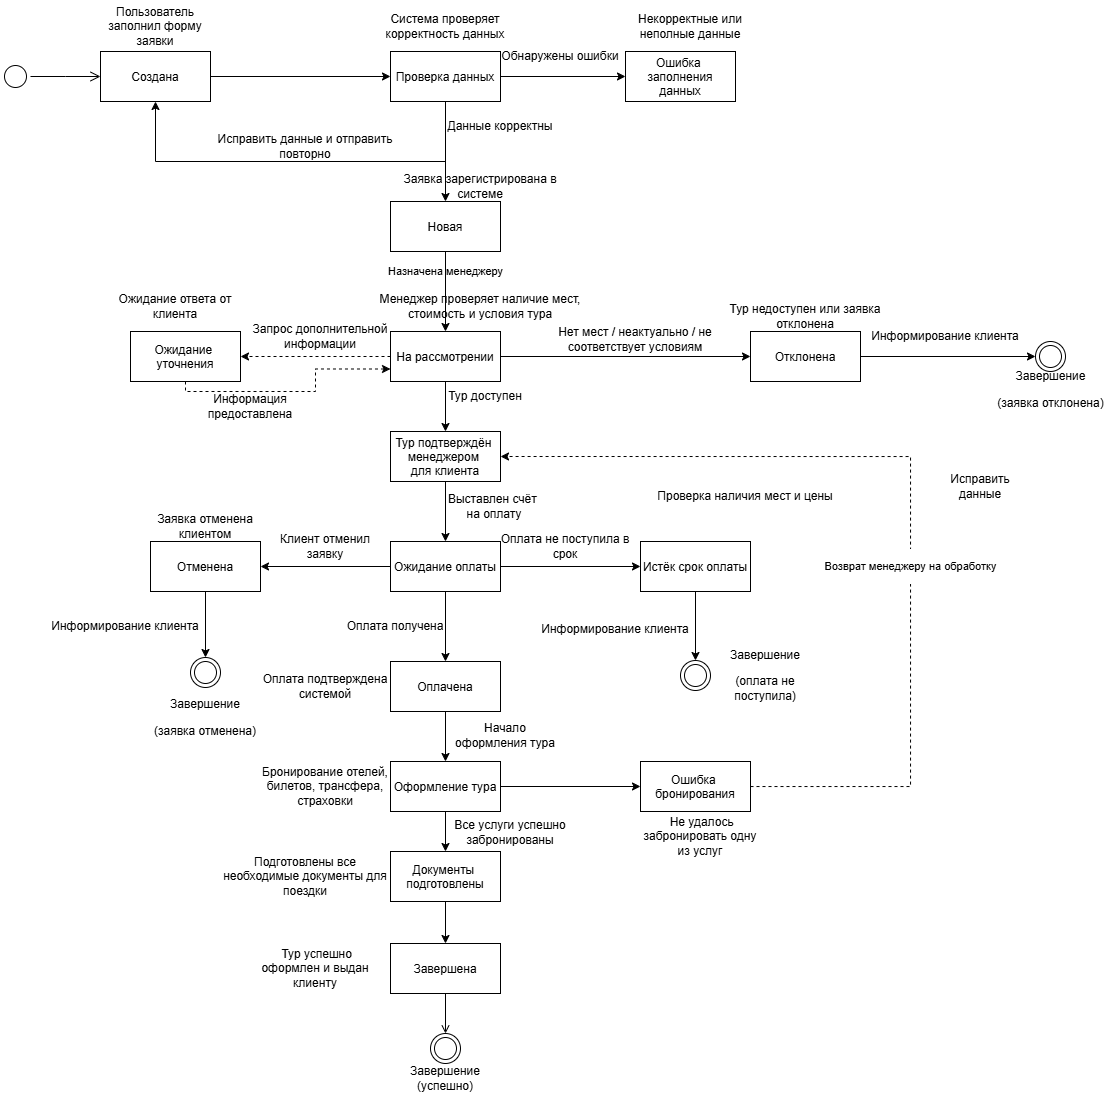 Пользователь
заполнил форму
заявки
Система проверяет
корректность данных
Некорректные или
неполные данные
Создана
Проверка данных
Обнаружены ошибки
Ошибка
заполнения
данных
Данные корректны
Исправить данные и отправить
повторно
Заявка зарегистрирована в
системе
Новая
Назначена менеджеру
Ожидание ответа от
клиента
Менеджер проверяет наличие мест,
стоимость и условия тура
Тур недоступен или заявка
отклонена
Запрос дополнительной
информации
Нет мест / неактуально / не
соответствует условиям
Информирование клиента
Ожидание
уточнения
На рассмотрении
Отклонена
Завершение
(заявка отклонена)
Информация
предоставлена
Тур доступен
Тур подтверждён
менеджером
для клиента
Выставлен счёт
на оплату
Проверка наличия мест и цены
Исправить
данные
Заявка отменена
клиентом
Клиент отменил
заявку
Оплата не поступила в
срок
Отменена
Ожидание оплаты
Истёк срок оплаты
Возврат менеджеру на обработку
Информирование клиента
Оплата получена
Информирование клиента
Завершение
(оплата не
поступила)
Завершение
(заявка отменена)
Оплата подтверждена
системой
Оплачена
Начало
оформления тура
Бронирование отелей,
билетов, трансфера,
страховки
Оформление тура
Ошибка
бронирования
Не удалось
забронировать одну
из услуг
Все услуги успешно
забронированы
Подготовлены все
необходимые документы для
поездки
Документы
подготовлены
Тур успешно
оформлен и выдан
клиенту
Завершена
Завершение
(успешно)